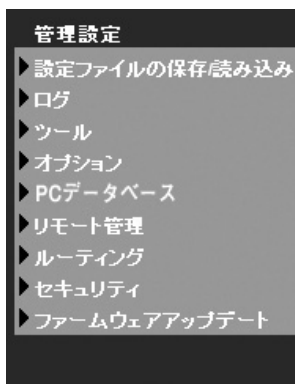 管理設定
設定ファイルの保存/読み込み
ログ
ツール
オプション
PCデータベース
リモート管理
ルーティング
セキュリティ
ファームウェアアップデート